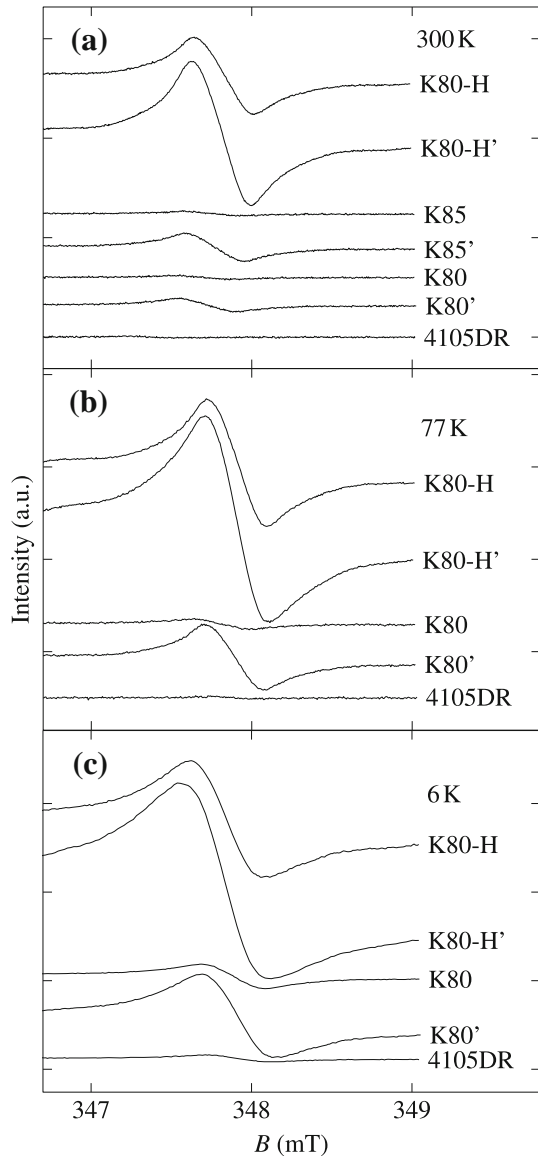 (a)
300 K
K80-H
K80-H'
K85
K85'
K80
K80'
4105DR
(b)
77 K
K80-H
K80-H'
K80
K80'
4105DR
Intensity (a.u.)
(c)
6 K
K80-H
K80-H'
K80
K80'
4105DR
347 348 349
B (mT)